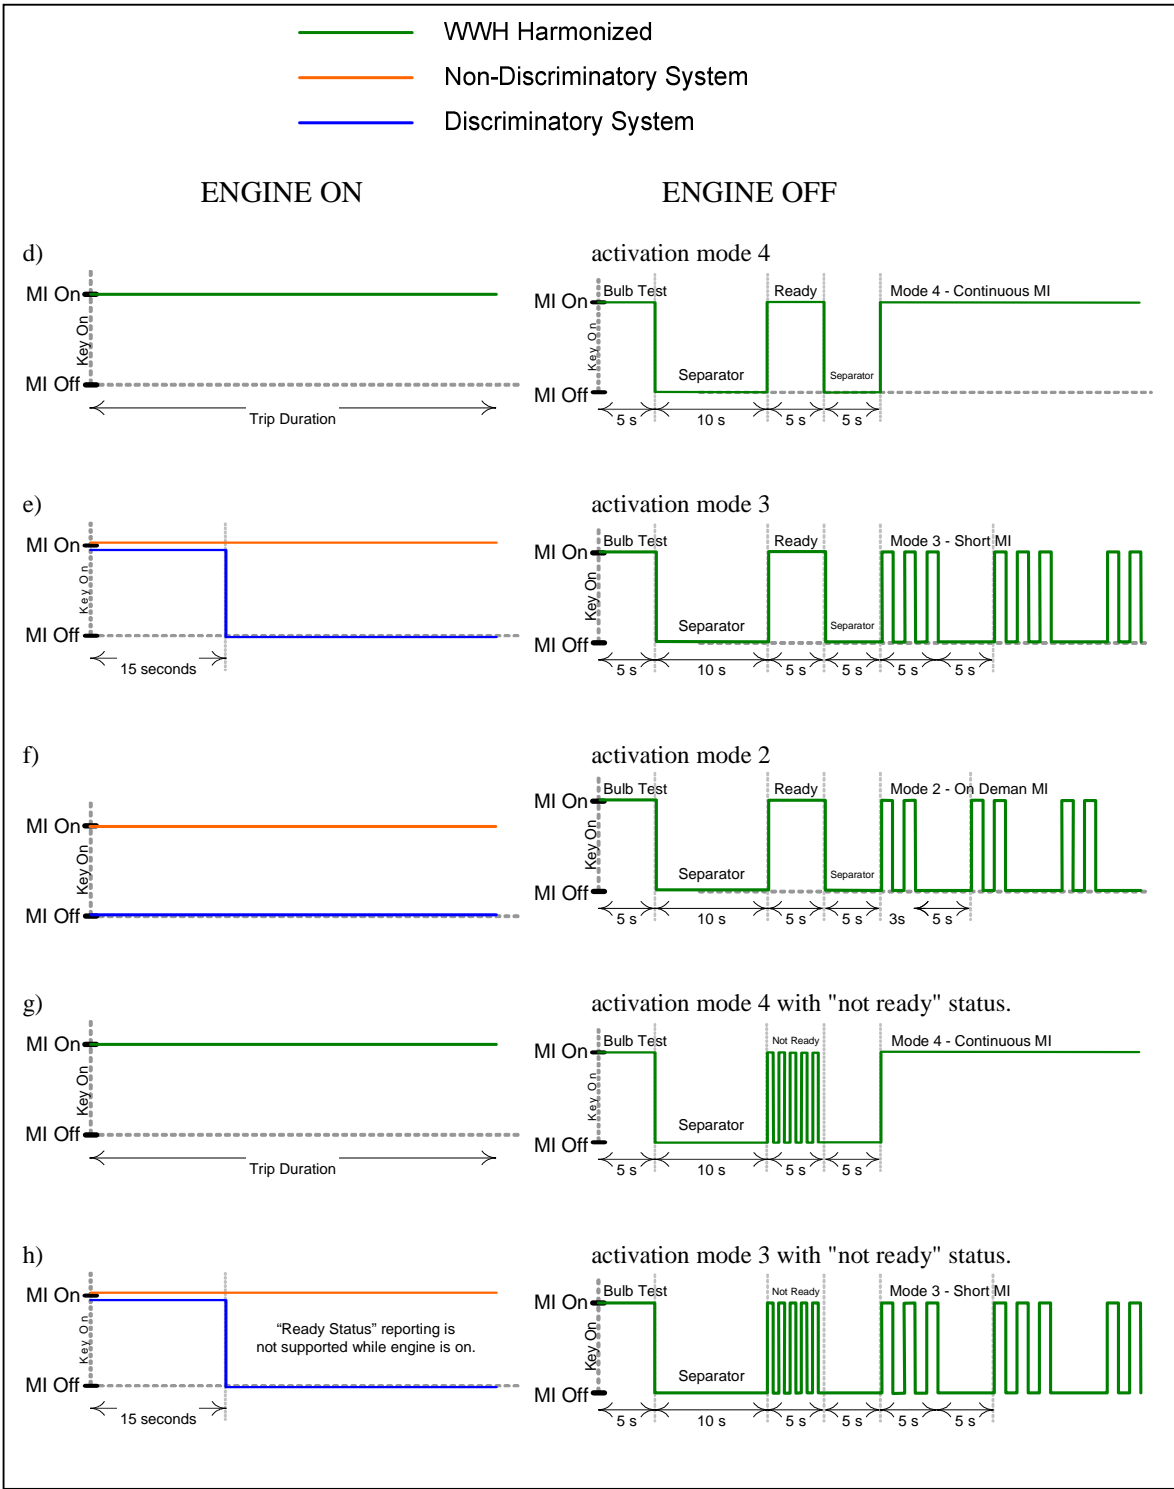 WWH Harmonized
Non-Discriminatory System
Discriminatory System
ENGINE ON
ENGINE OFF
d)
MI On
Key On
MI Off
Trip Duration
activation mode 4
Bulb Test
Ready
Mode 4 - Continuous MI
MI On
Key On
Separator
Separator
MI Off
5 s
10 s
5 s
5 s
e)
MI On
Key On
MI Off
15 seconds
activation mode 3
Bulb Test
Ready
Mode 3 - Short MI
MI On
Key On
Separator
Separator
MI Off
5 s
10 s
5 s
5 s
5 s
5 s
f)
MI On
Key On
MI Off
activation mode 2
Bulb Test
Ready
Mode 2 - On Deman MI
MI On
Key On
Separator
Separator
MI Off
5 s
10 s
5 s
5 s
3s
5 s
g)
MI On
Key On
MI Off
Trip Duration
activation mode 4 with "not ready" status.
Bulb Test
Not Ready
Mode 4 - Continuous MI
MI On
Key On
Separator
MI Off
5 s
10 s
5 s
5 s
h)
MI On
Key On
“Ready Status” reporting is
not supported while engine is on.
MI Off
15 seconds
activation mode 3 with "not ready" status.
Bulb Test
Not Ready
Mode 3 - Short MI
MI On
Key On
Separator
MI Off
5 s
10 s
5 s
5 s
5 s
5 s